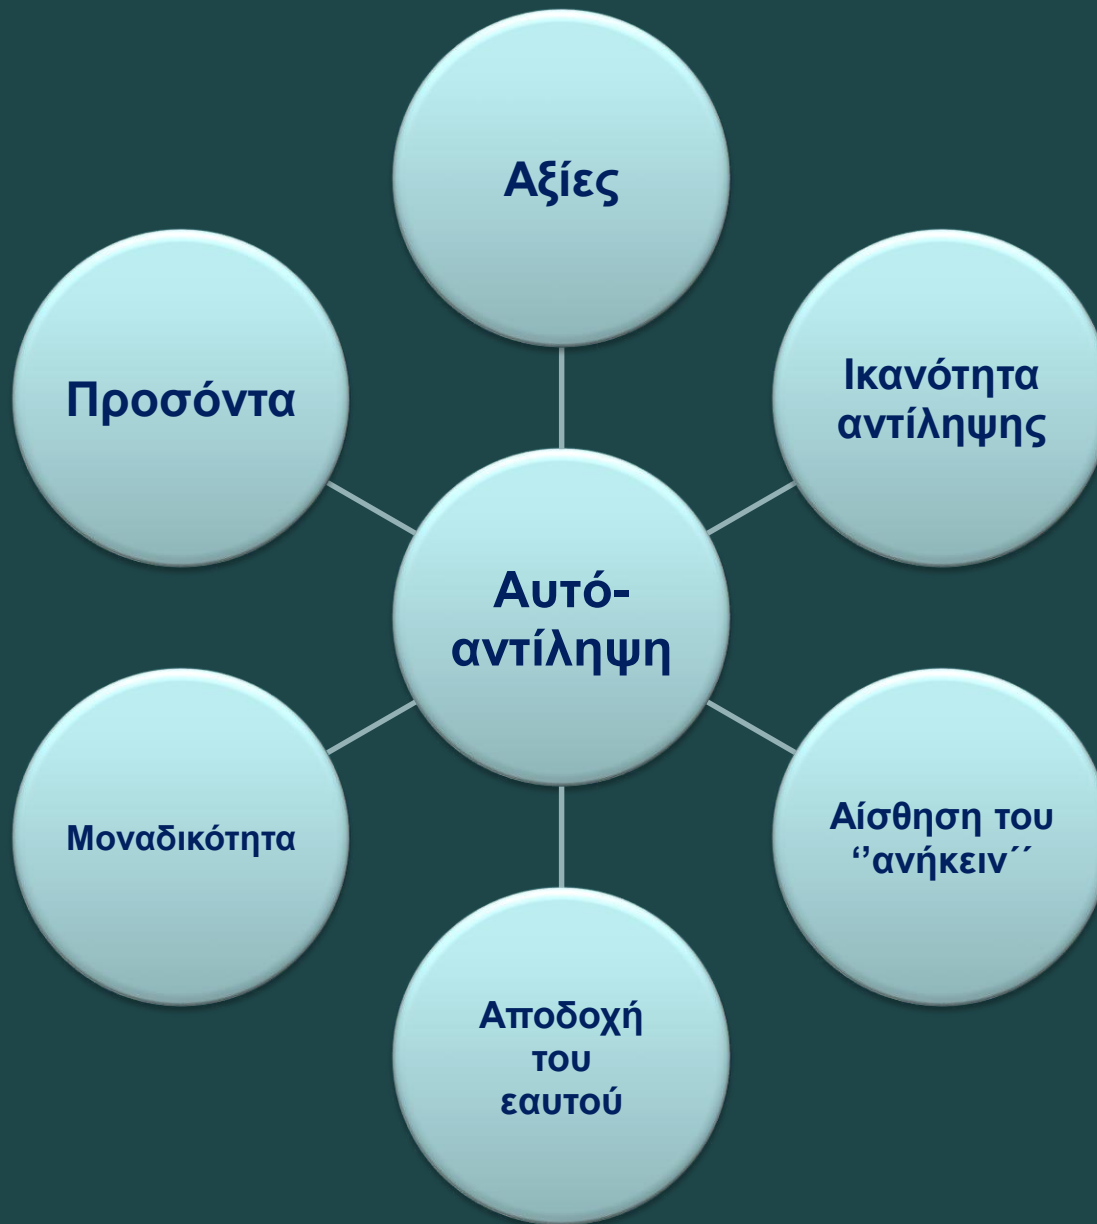 Αξίες
Προσόντα
Ικανότητα
αντίληψης
Αυτό-
αντίληψη
Μοναδικότητα
Αίσθηση του
‘’ανήκειν´´
Αποδοχή
του
εαυτού